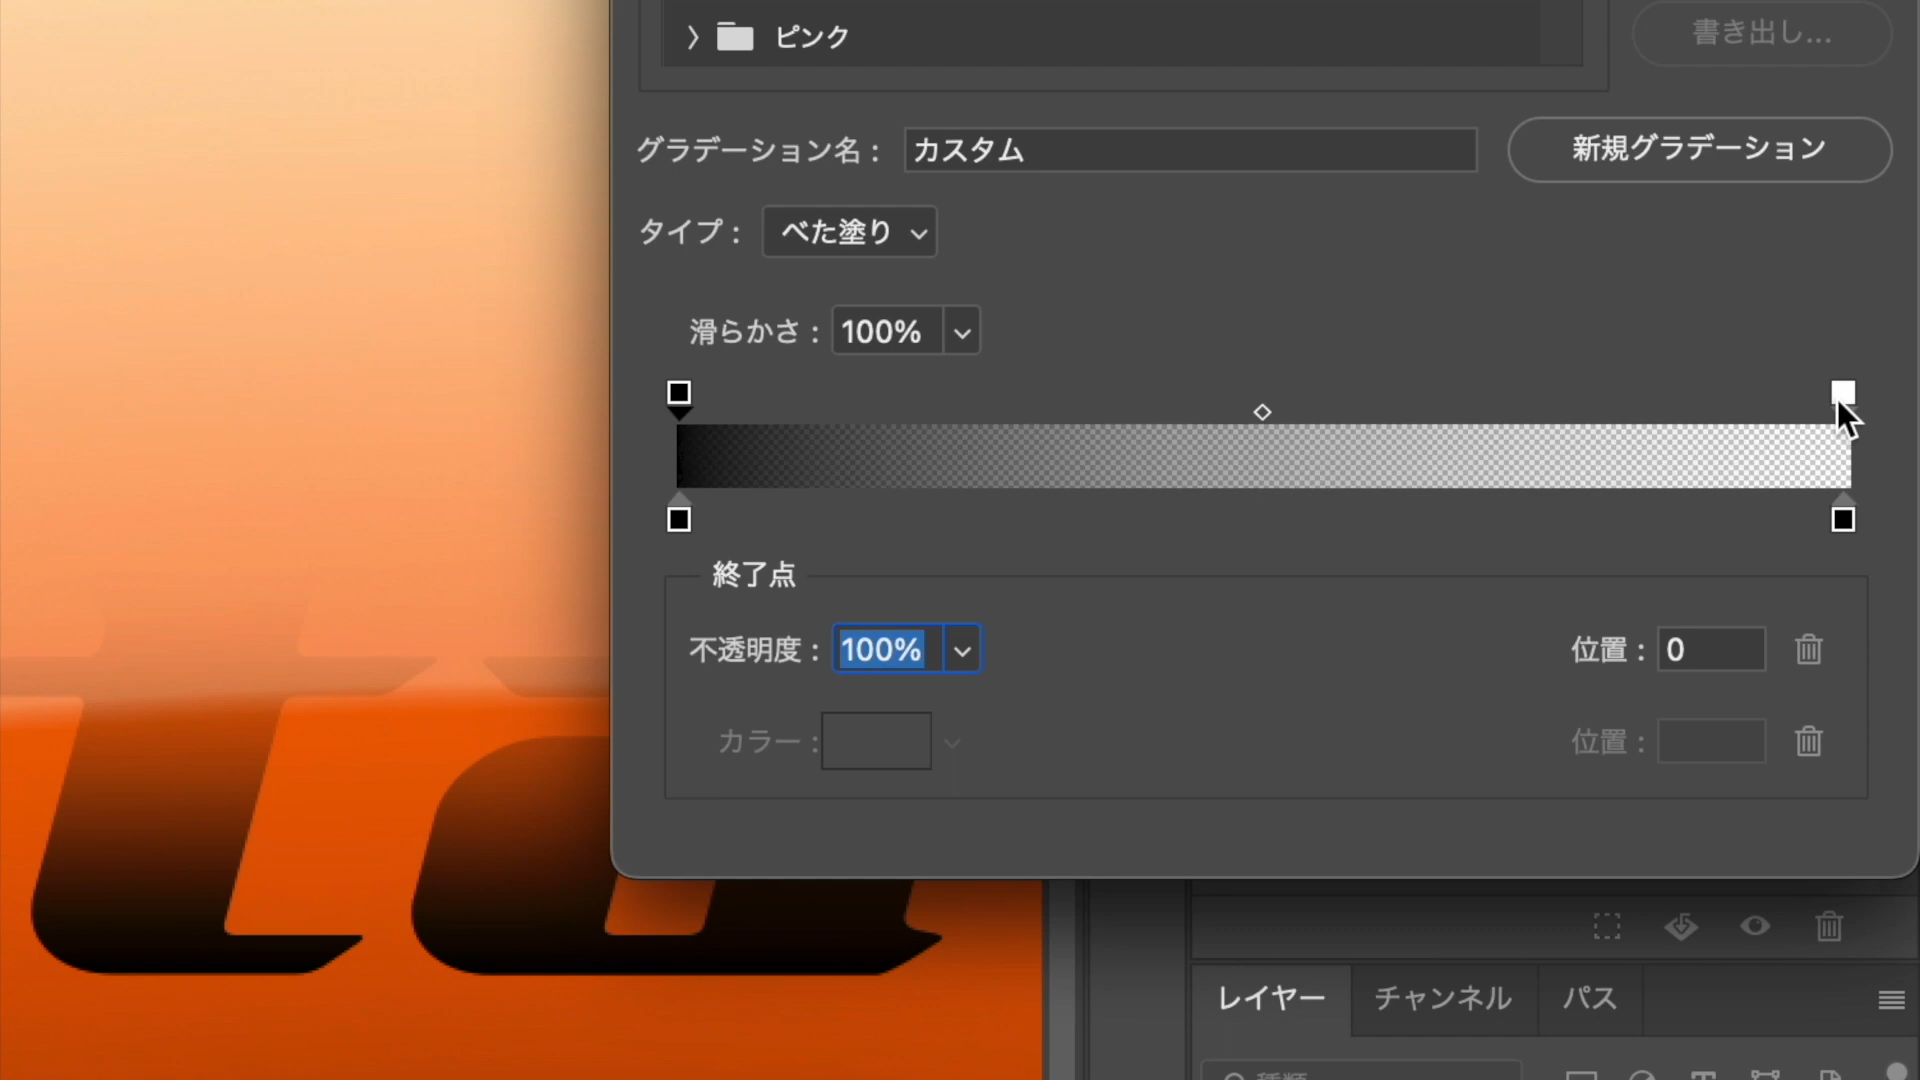 ピンク
書き出し...
グラデーション名：
カスタム
新規グラデーション
タイプ：
べた塗り
滑らかさ：
100%
終了点
不透明度：
100%
位置：
0
カラー：
位置：
ta
レイヤー
チャンネル
パス
種類